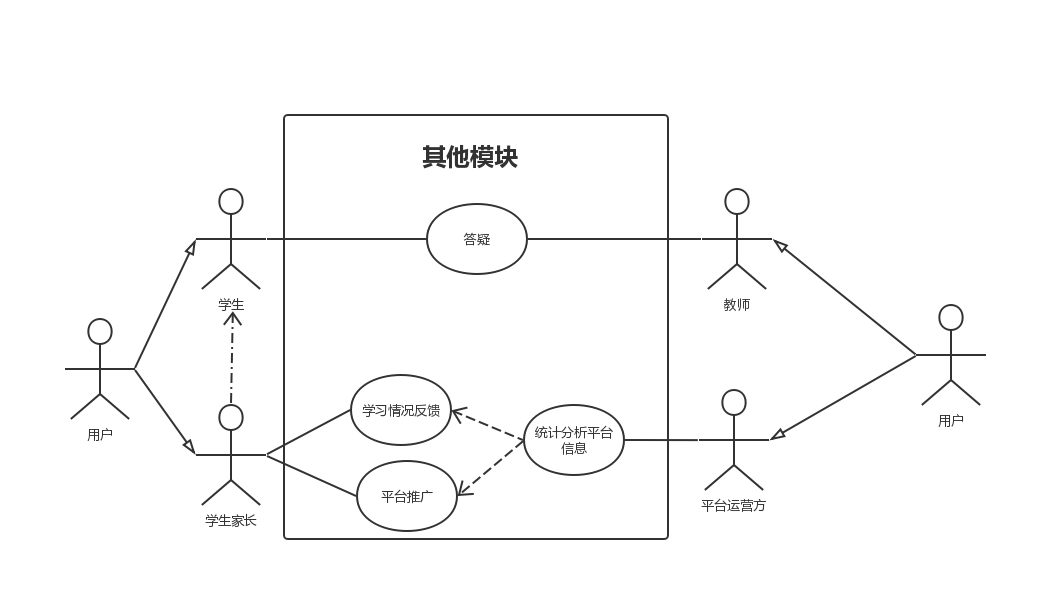 其他模块
答疑
学生
教师
用户
学习情况反馈
统计分析平台
信息
用户
平台推广
平台运营方
学生家长